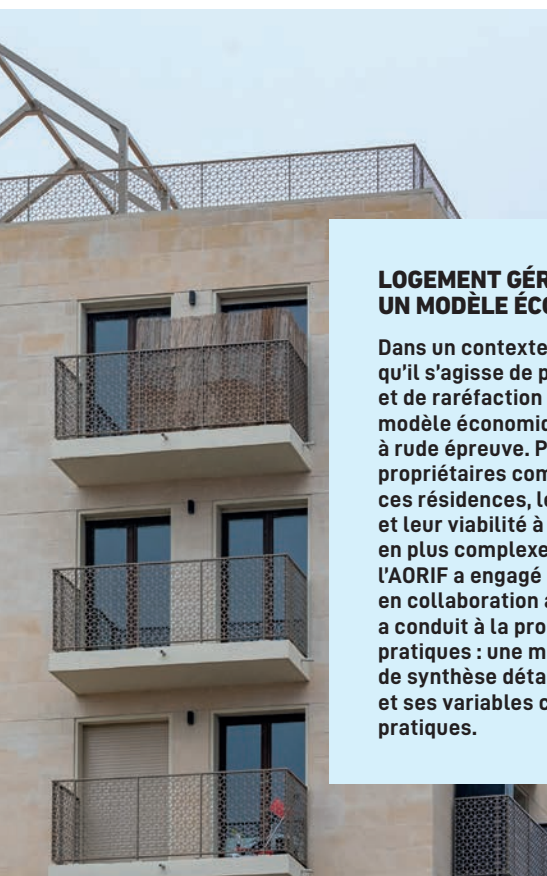 LOGEMENT GÉR
UN MODÈLE ÉCO
Dans un contexte
qu'il s'agisse de p
et de raréfaction
modèle économic
à rude épreuve. P
propriétaires com
ces résidences, le
et leur viabilité à
en plus complexe
l'AORIF a engagé
en collaboration a
a conduit à la pro
pratiques : une m
de synthèse déta
et ses variables c
pratiques.